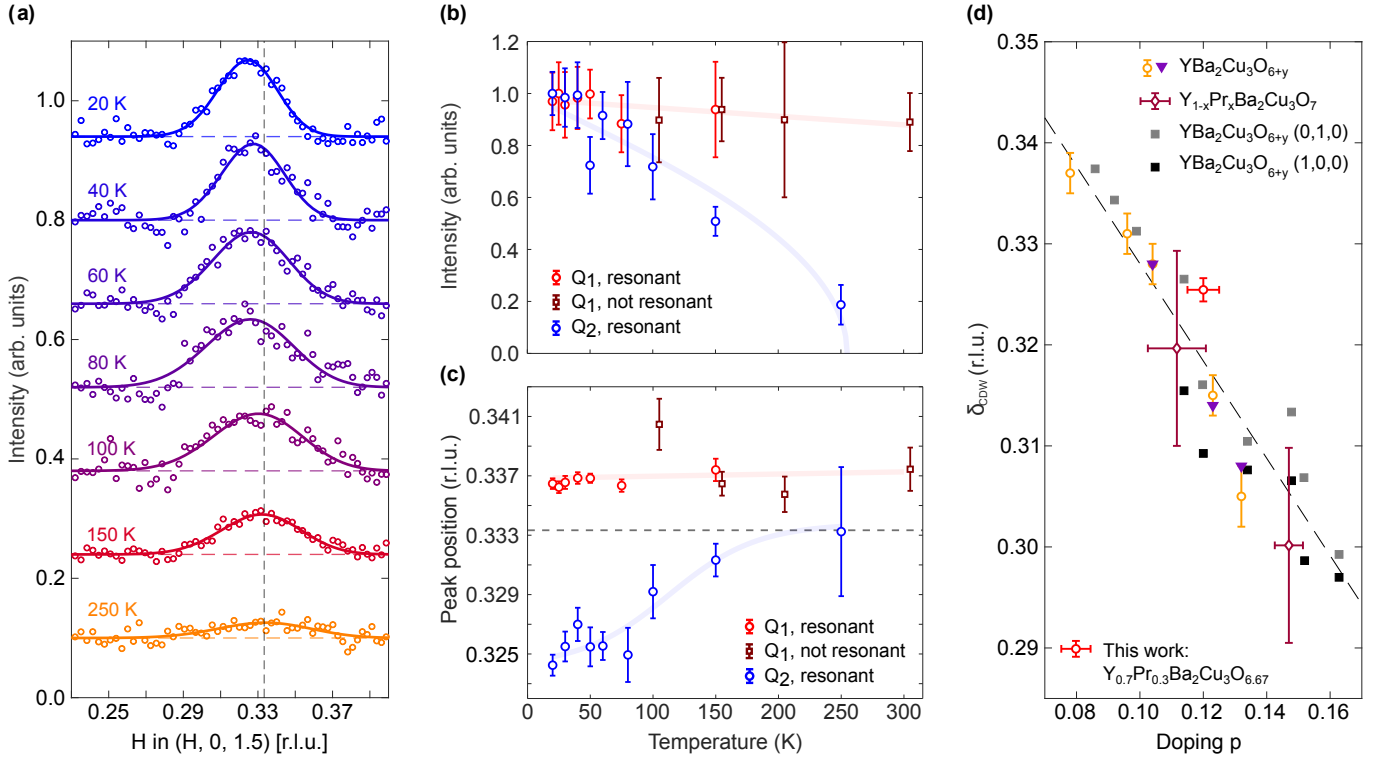 (a)
20 K
40 K
60 K
80 K
100 K
150 K
250 K
1.0
0.8
0.6
0.4
0.2
0.0
0.25
0.29
0.33
0.37
Intensity (arb. units)
H in (H, 0, 1.5) [r.l.u.]
(b)
1.2
1.0
0.8
0.6
0.4
0.2
0.0
Intensity (arb. units)
Q1, resonant
Q1, not resonant
Q2, resonant
(c)
0.341
0.337
0.333
0.329
0.325
Peak position (r.l.u.)
Q1, resonant
Q1, not resonant
Q2, resonant
0
50
100
150
200
250
300
Temperature (K)
(d)
0.35
0.34
0.33
0.32
0.31
0.30
0.29
δCDW (r.l.u.)
YBa2Cu3O6+y
Y1-xPrxBa2Cu3O7
YBa2Cu3O6+y (0,1,0)
YBa2Cu3O6+y (1,0,0)
This work:
Y0.7Pr0.3Ba2Cu3O6.67
0.08
0.10
0.12
0.14
0.16
Doping p